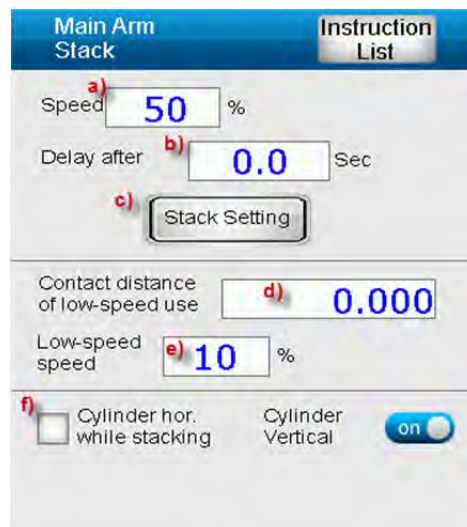 Main Arm Instruction
Stack List
a)
Speed 50 %
Delay after b) 0.0 Sec
c)
Stack Setting
Contact distance
of low-speed use d) 0.000
Low-speed
speed e) 10 %
f)
Cylinder hor. Cylinder
while stacking Vertical on